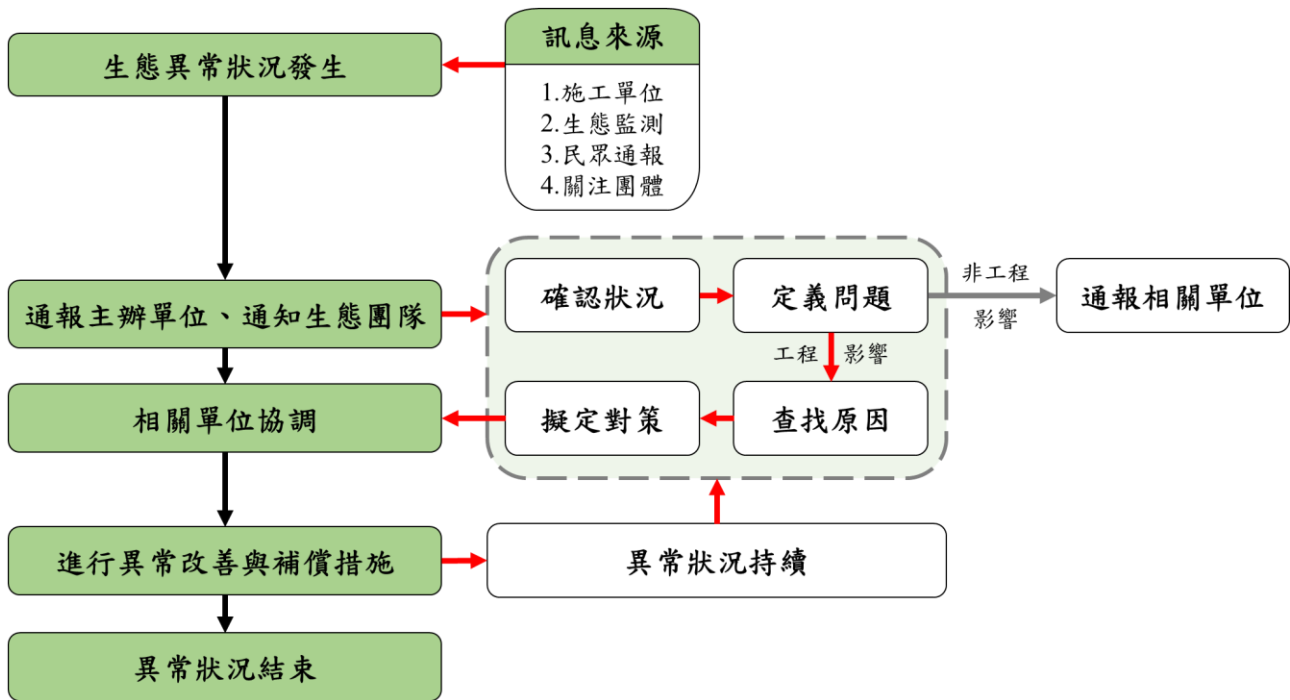 訊息來源
生態異常狀況發生
1.施工單位
2.生態監測
3.民眾通報
4.關注團體
通報主辦單位、通知生態團隊
確認狀況
定義問題
非工程
影響
通報相關單位
工程 影響
相關單位協調
擬定對策
查找原因
進行異常改善與補償措施
異常狀況持續
異常狀況結束